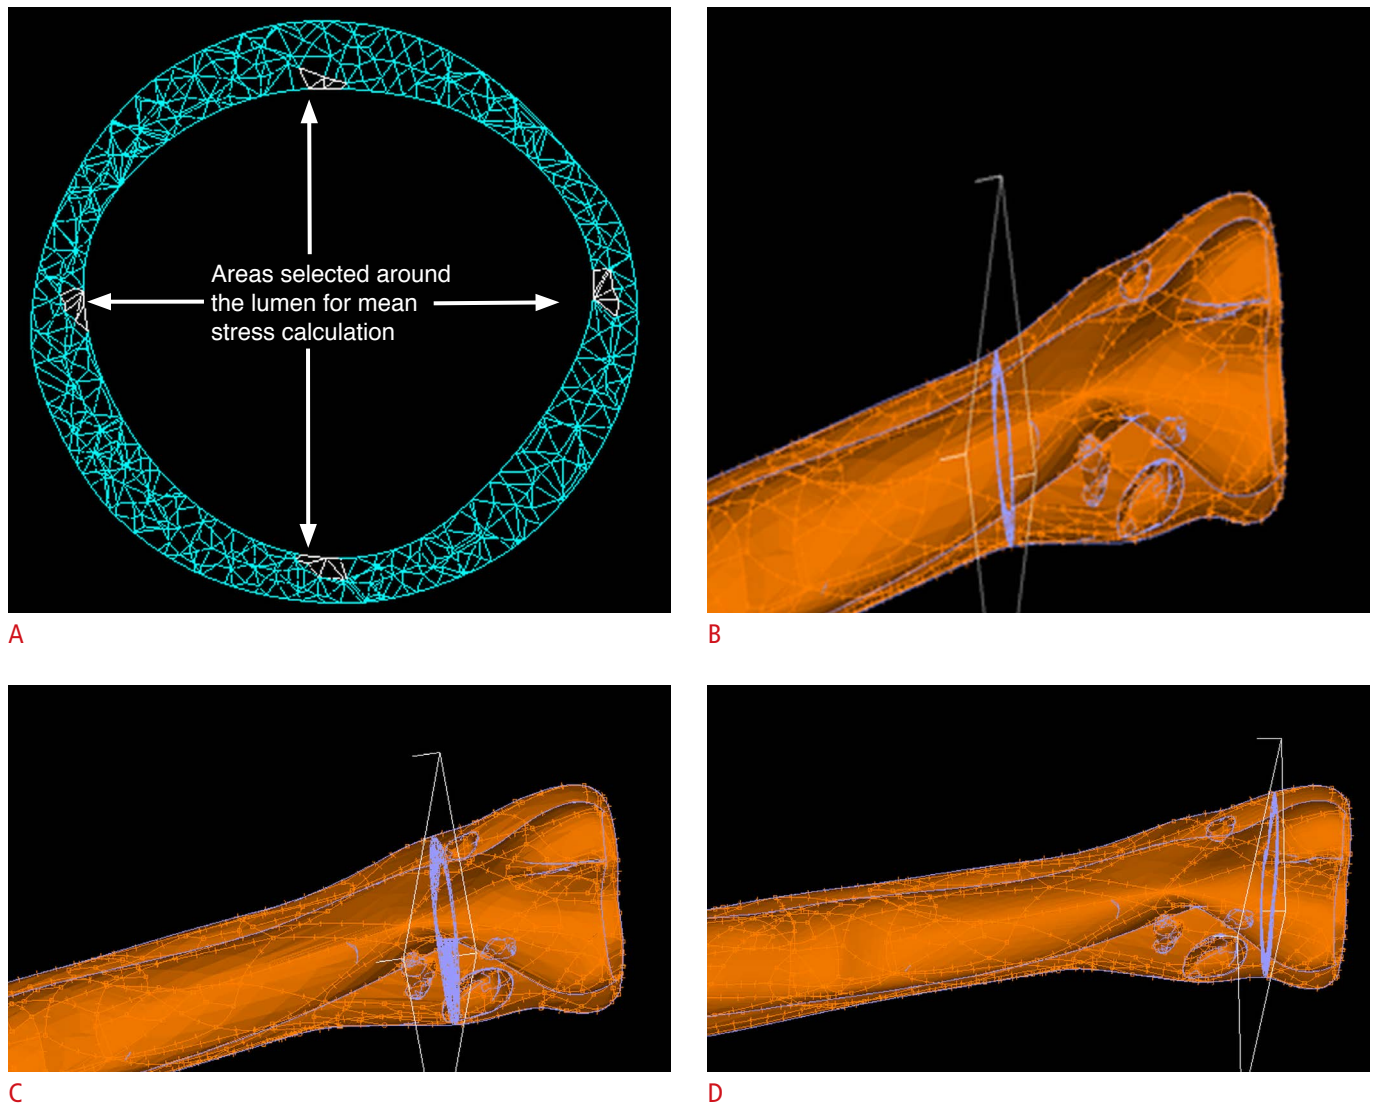 Areas selected around
the lumen for mean
stress calculation
A
B
C
D